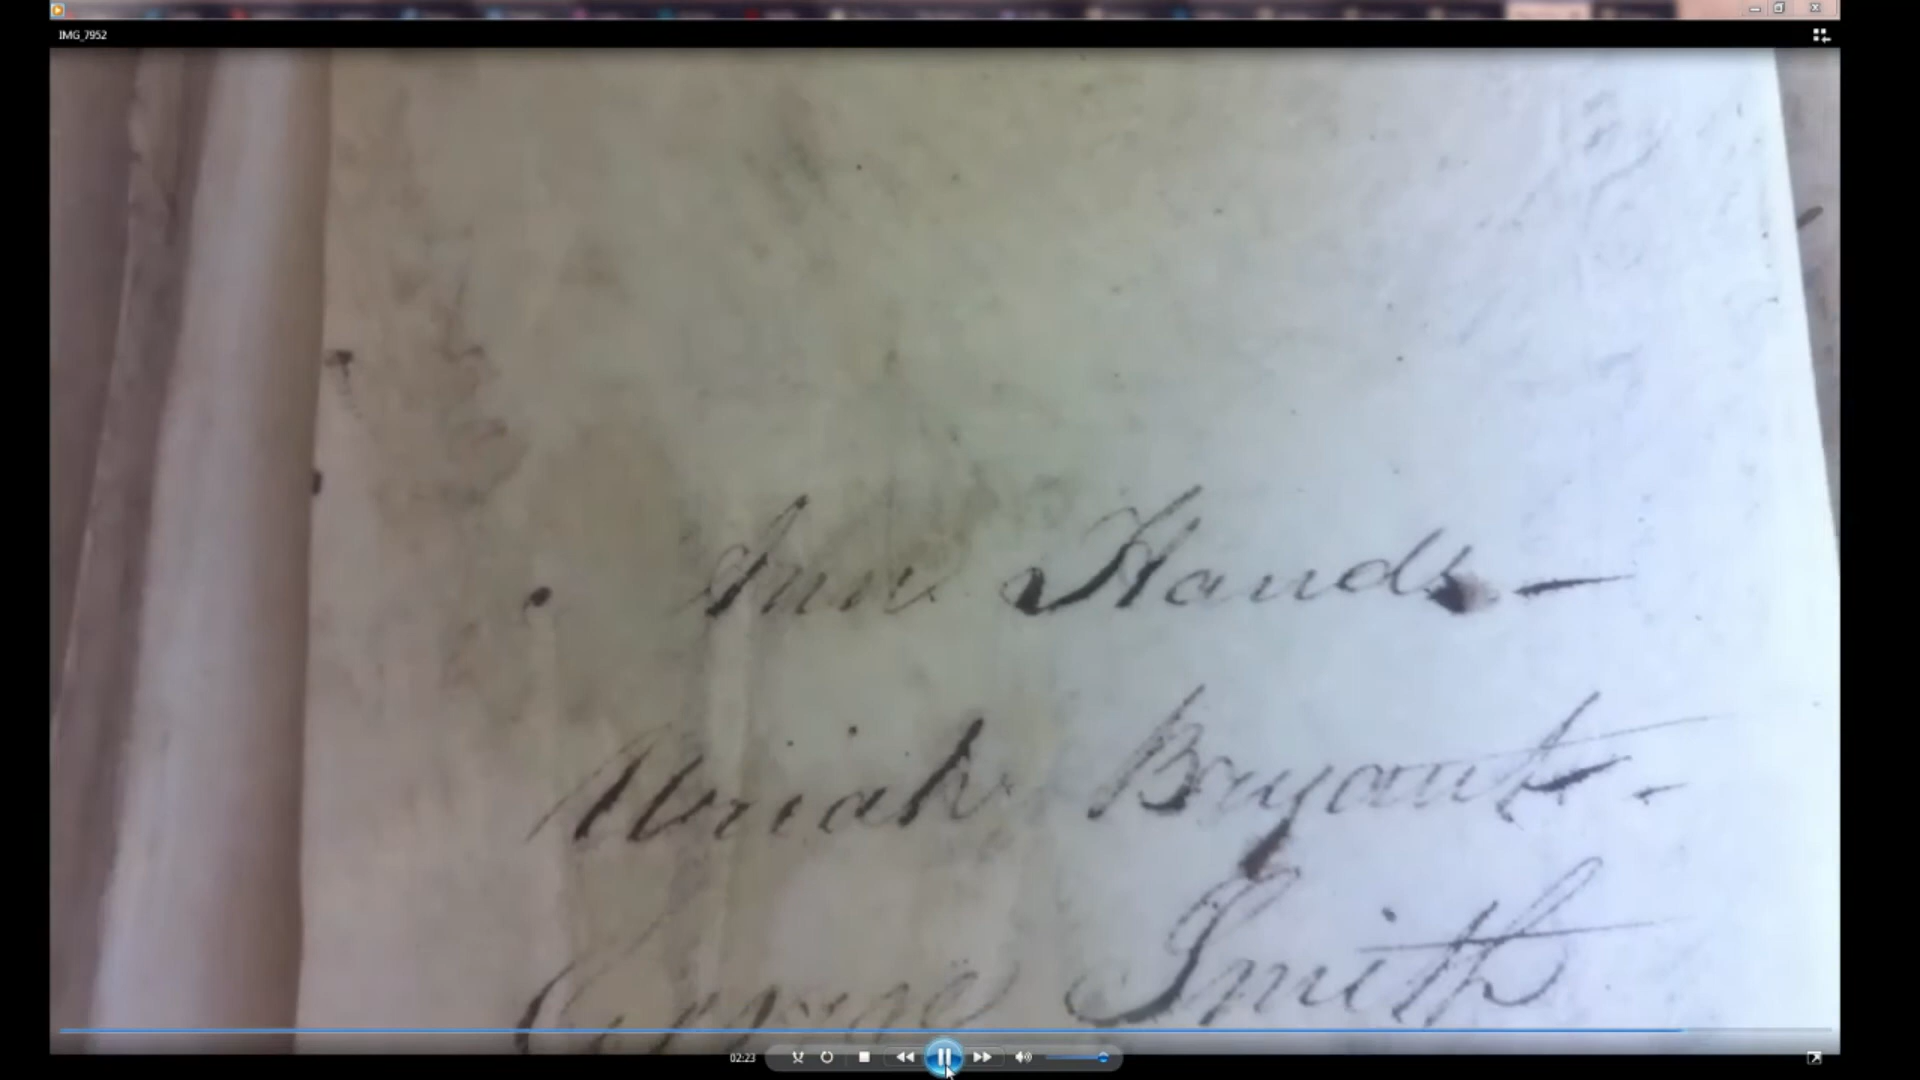 IMG_7952
Ann Hands-
Uriah Bryant-.
George Smith
02:23